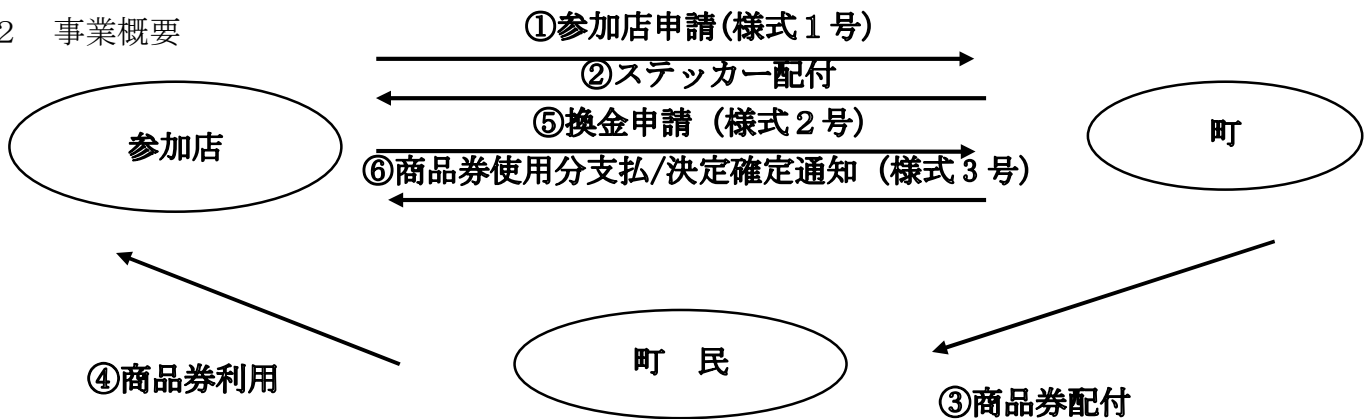 2 事業概要
①参加店申請(様式1号)
②ステッカー配付
⑤換金申請 (様式2号)
⑥商品券使用分支払/決定確定通知 (様式3号)
参加店
町
町 民
④商品券利用
③商品券配付